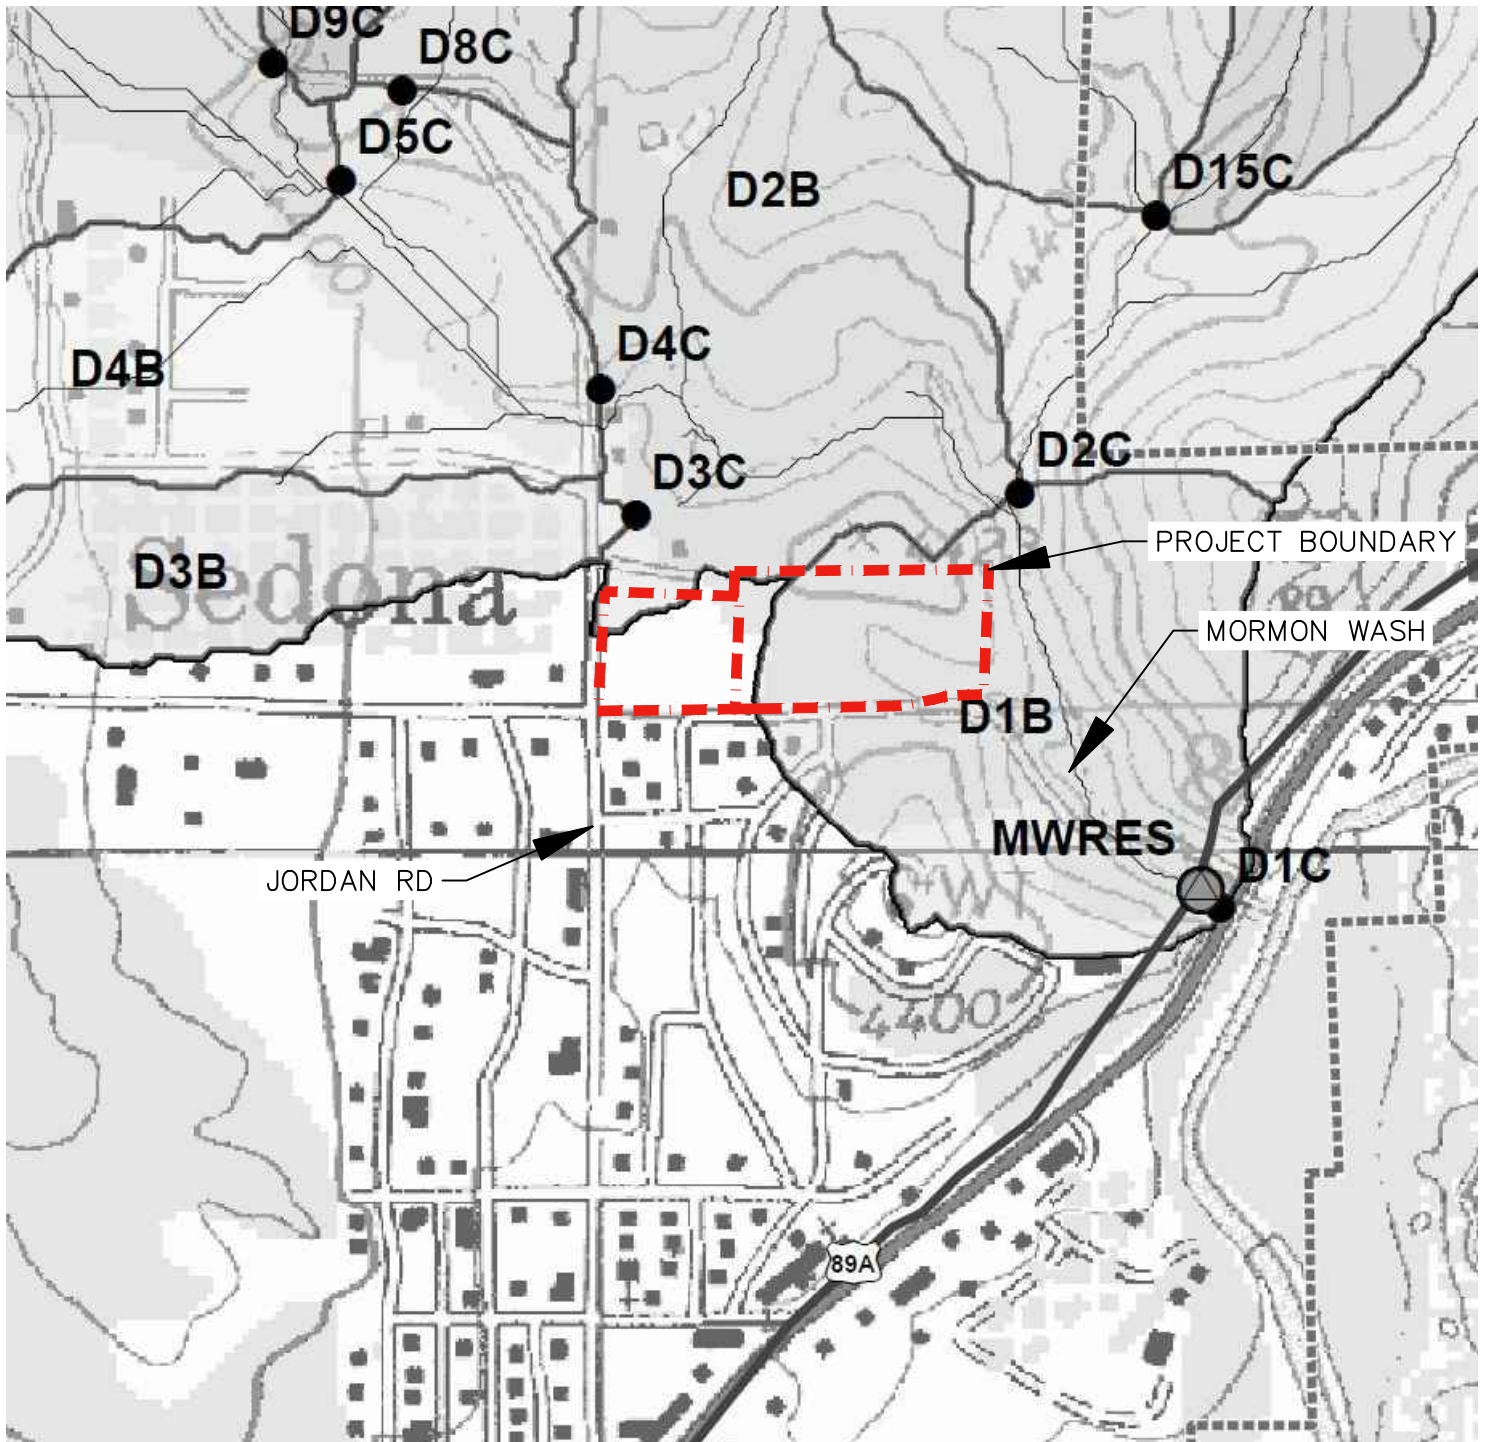 D9C
D8C
D5C
D2B
D15C
44
D4C
D4B
D2C
D3C
PROJECT BOUNDARY
D3B
Sedona
MORMON WASH
D1B
MWRES
D1C
JORDAN RD
4400
89A